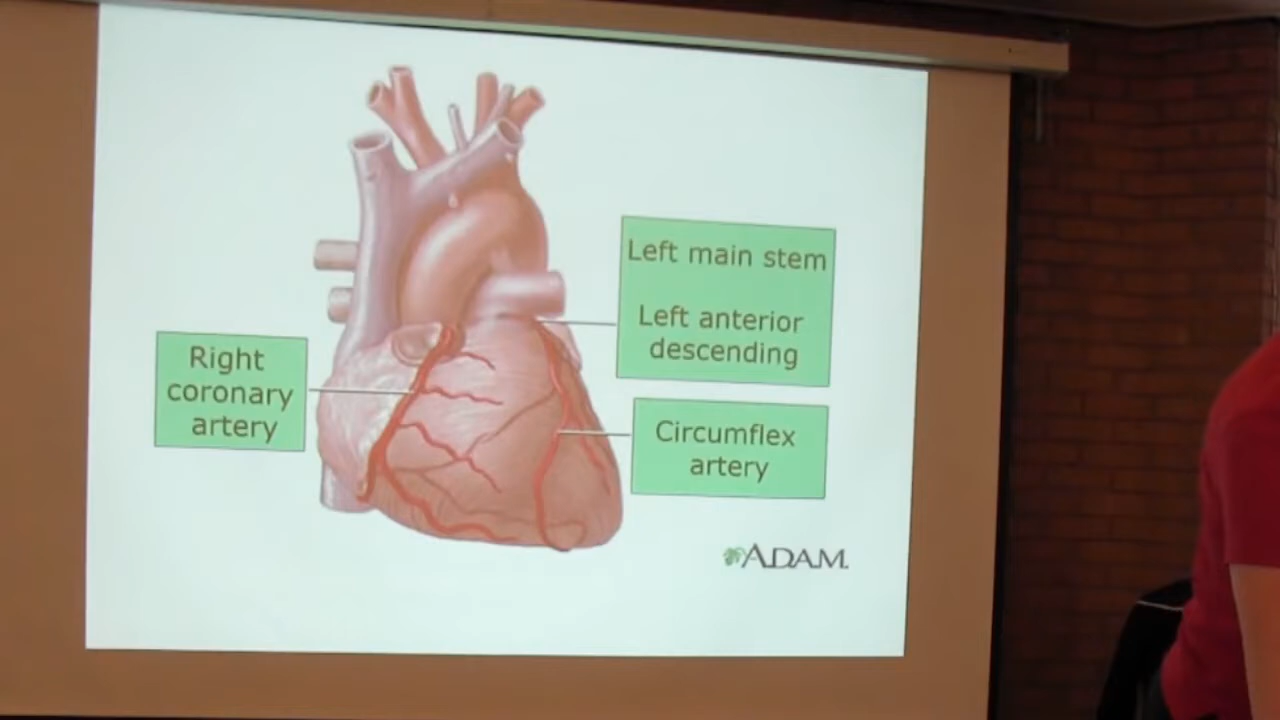 Left main stem
Left anterior
descending
Right
coronary
artery
Circumflex
artery
ADAM.